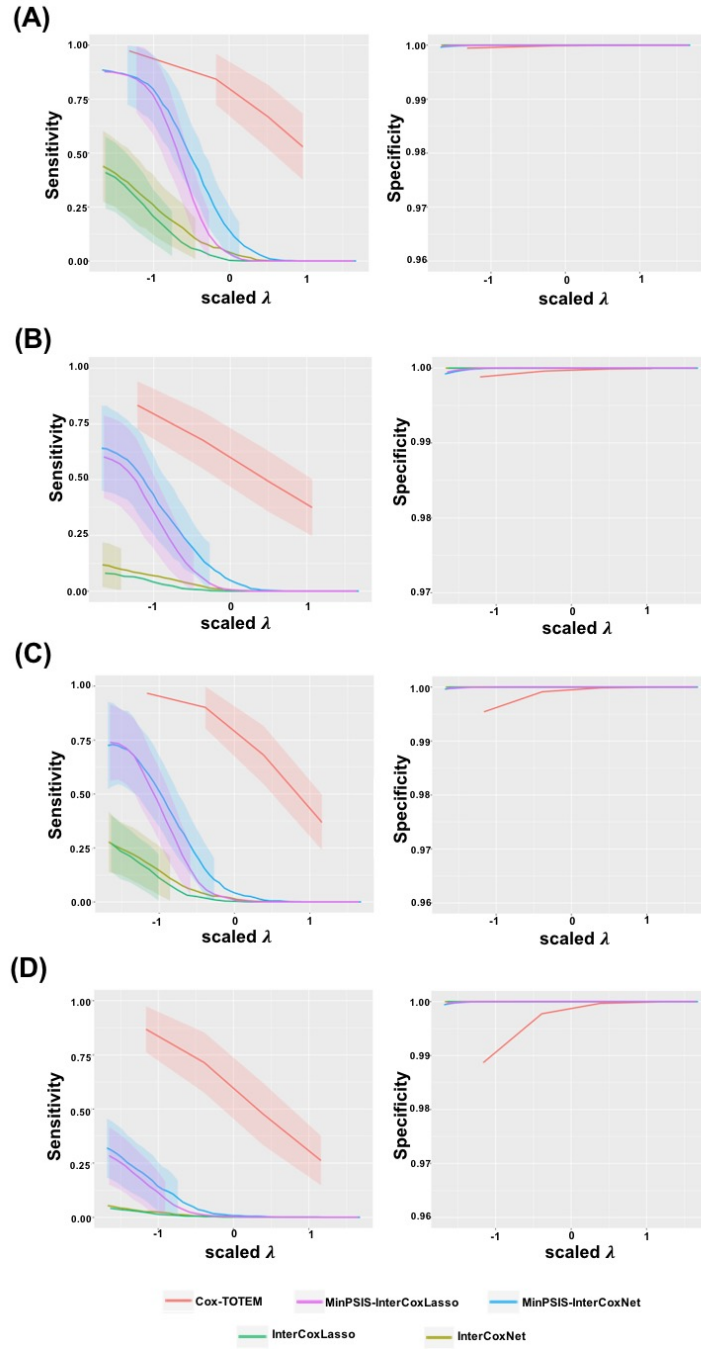 (A)
Sensitivity
1.00
0.75
0.50
0.25
0.00
-1
0
1
scaled λ
Specificity
1.00
0.99
0.98
0.97
0.96
-1
0
1
scaled λ
(B)
Sensitivity
1.00
0.75
0.50
0.25
0.00
-1
0
1
scaled λ
Specificity
1.00
0.99
0.98
0.97
-1
0
1
scaled λ
(C)
Sensitivity
1.00
0.75
0.50
0.25
0.00
-1
0
1
scaled λ
Specificity
1.00
0.99
0.98
0.97
0.96
-1
0
1
scaled λ
(D)
Sensitivity
1.00
0.75
0.50
0.25
0.00
-1
0
1
scaled λ
Specificity
1.00
0.99
0.98
0.97
0.96
-1
0
1
scaled λ
Cox-TOTEM MinPSIS-InterCoxLasso MinPSIS-InterCoxNet
InterCoxLasso InterCoxNet